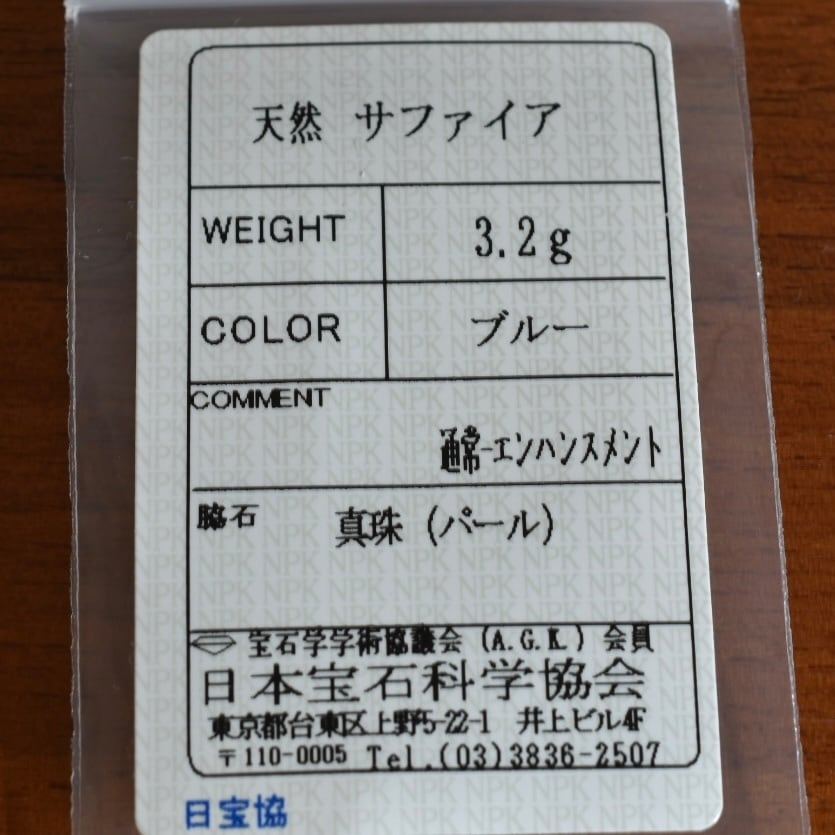 天然 サファイア
WEIGHT 3.2g
COLOR ブルー
COMMENT
通常-エンハンスメント
脇石 真珠 (パール)
宝石学学術協議会 (A.G.K.) 会員
日本宝石科学協会
東京都台東区上野5-22-1 井上ビル4F
〒110-0005 Tel.(03)3836-2507
日宝協